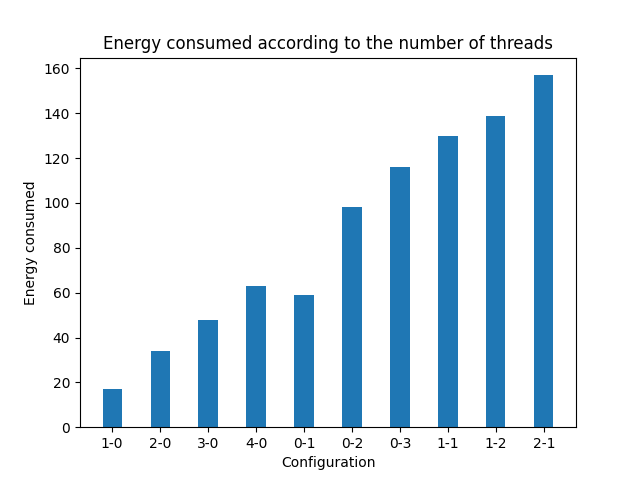 Energy consumed according to the number of threads
160
140
120
100
80
60
40
20
0
Energy consumed
1-0 2-0 3-0 4-0 0-1 0-2 0-3 1-1 1-2 2-1
Configuration